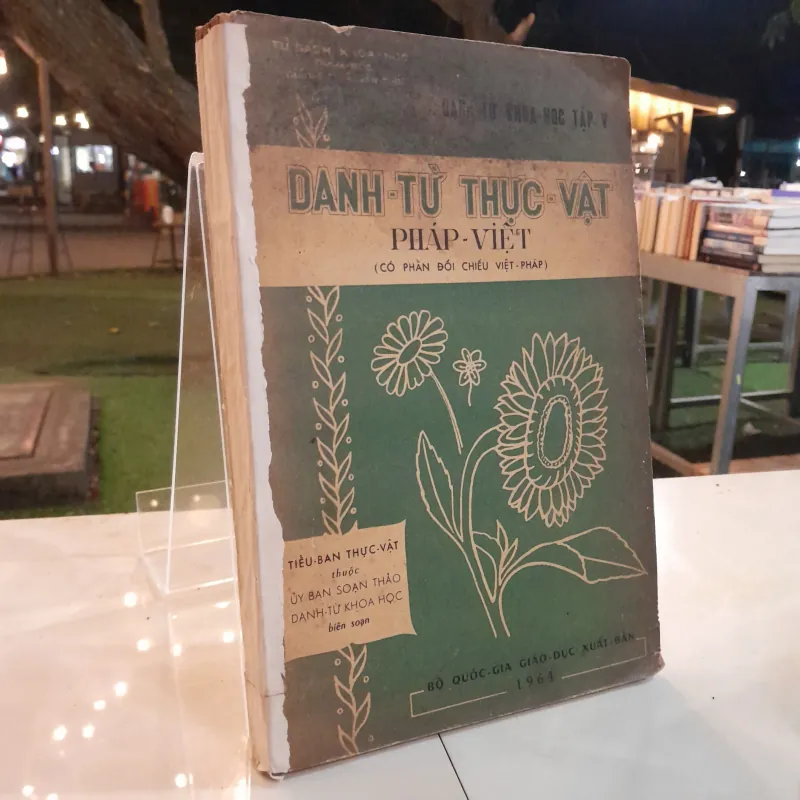 DANH TỪ KHOA HỌC TẬP V
DANH-TỪ THỰC-VẬT
PHÁP-VIỆT
(CÓ PHẦN ĐỐI CHIẾU VIỆT-PHÁP)
TIỂU-BAN THỰC-VẬT
thuộc
ỦY BAN SOẠN THẢO
DANH-TỪ KHOA HỌC
biên soạn
BỘ QUỐC-GIA GIÁO-DỤC XUẤT-BẢN